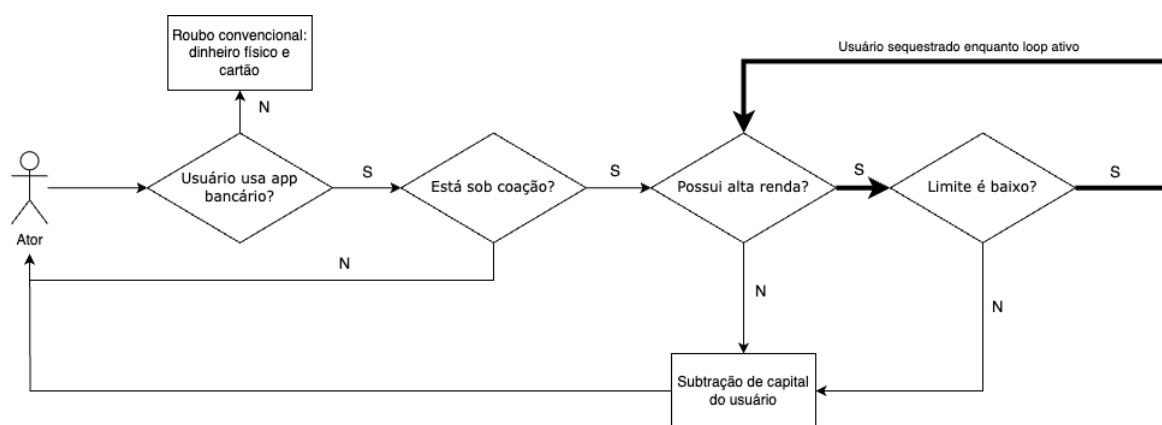 Roubo convencional:
dinheiro físico e
cartão
Usuário sequestrado enquanto loop ativo
N
Usuário usa app
bancário?
S
Está sob coação?
S
Possui alta renda?
S
Limite é baixo?
S
Ator
N
N
N
Subtração de capital
do usuário